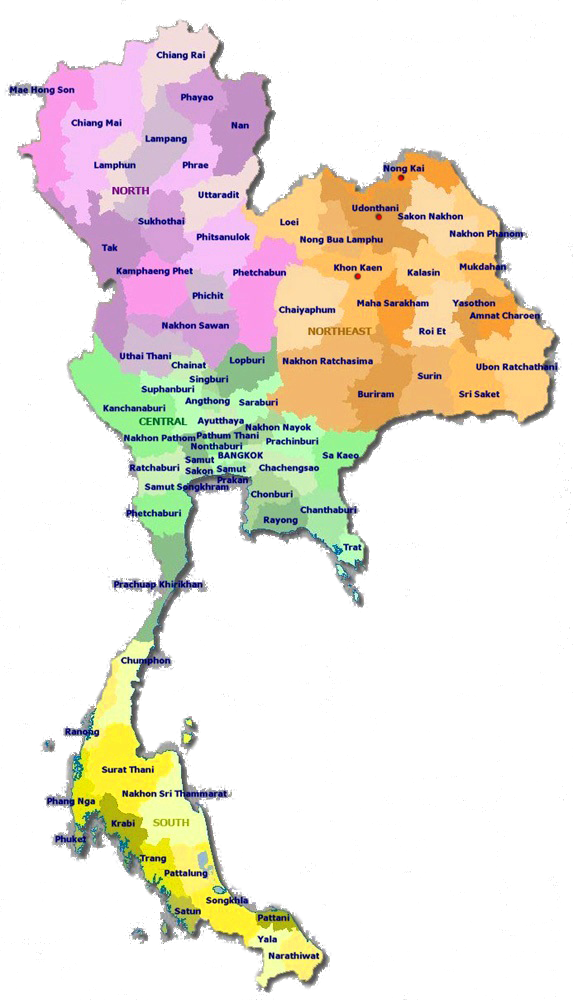 Chiang Rai
Mae Hong Son
Phayao
Chiang Mai
Nan
Lampang
Lamphun
Phrae
NORTH
Uttaradit
Sukhothai
Phitsanulok
Tak
Kamphaeng Phet
Phetchabun
Phichit
Nakhon Sawan
Uthai Thani
Nong Kai
Udonthani
Loei
Sakon Nakhon
Nong Bua Lamphu
Nakhon Phanom
Khon Kaen
Kalasin
Mukdahan
Chaiyaphum
Maha Sarakham
Yasothon
Amnat Charoen
NORTHEAST
Roi Et
Nakhon Ratchasima
Ubon Ratchathani
Surin
Buriram
Sri Saket
Chainat
Lopburi
Singburi
Suphanburi
Angthong
Saraburi
Kanchanaburi
CENTRAL
Ayutthaya
Nakhon Nayok
Nakhon Pathom
Pathum Thani
Prachinburi
Nonthaburi
BANGKOK
Sa Kaeo
Ratchaburi
Samut
Sakon
Samut
Prakan
Chachengsao
Samut Songkhram
Chonburi
Phetchaburi
Rayong
Chanthaburi
Trat
Prachuap Khirikhan
Chumphon
Ranong
Surat Thani
Nakhon Sri Thammarat
Phang Nga
Krabi
SOUTH
Phuket
Trang
Pattalung
Songkhla
Satun
Pattani
Yala
Narathiwat